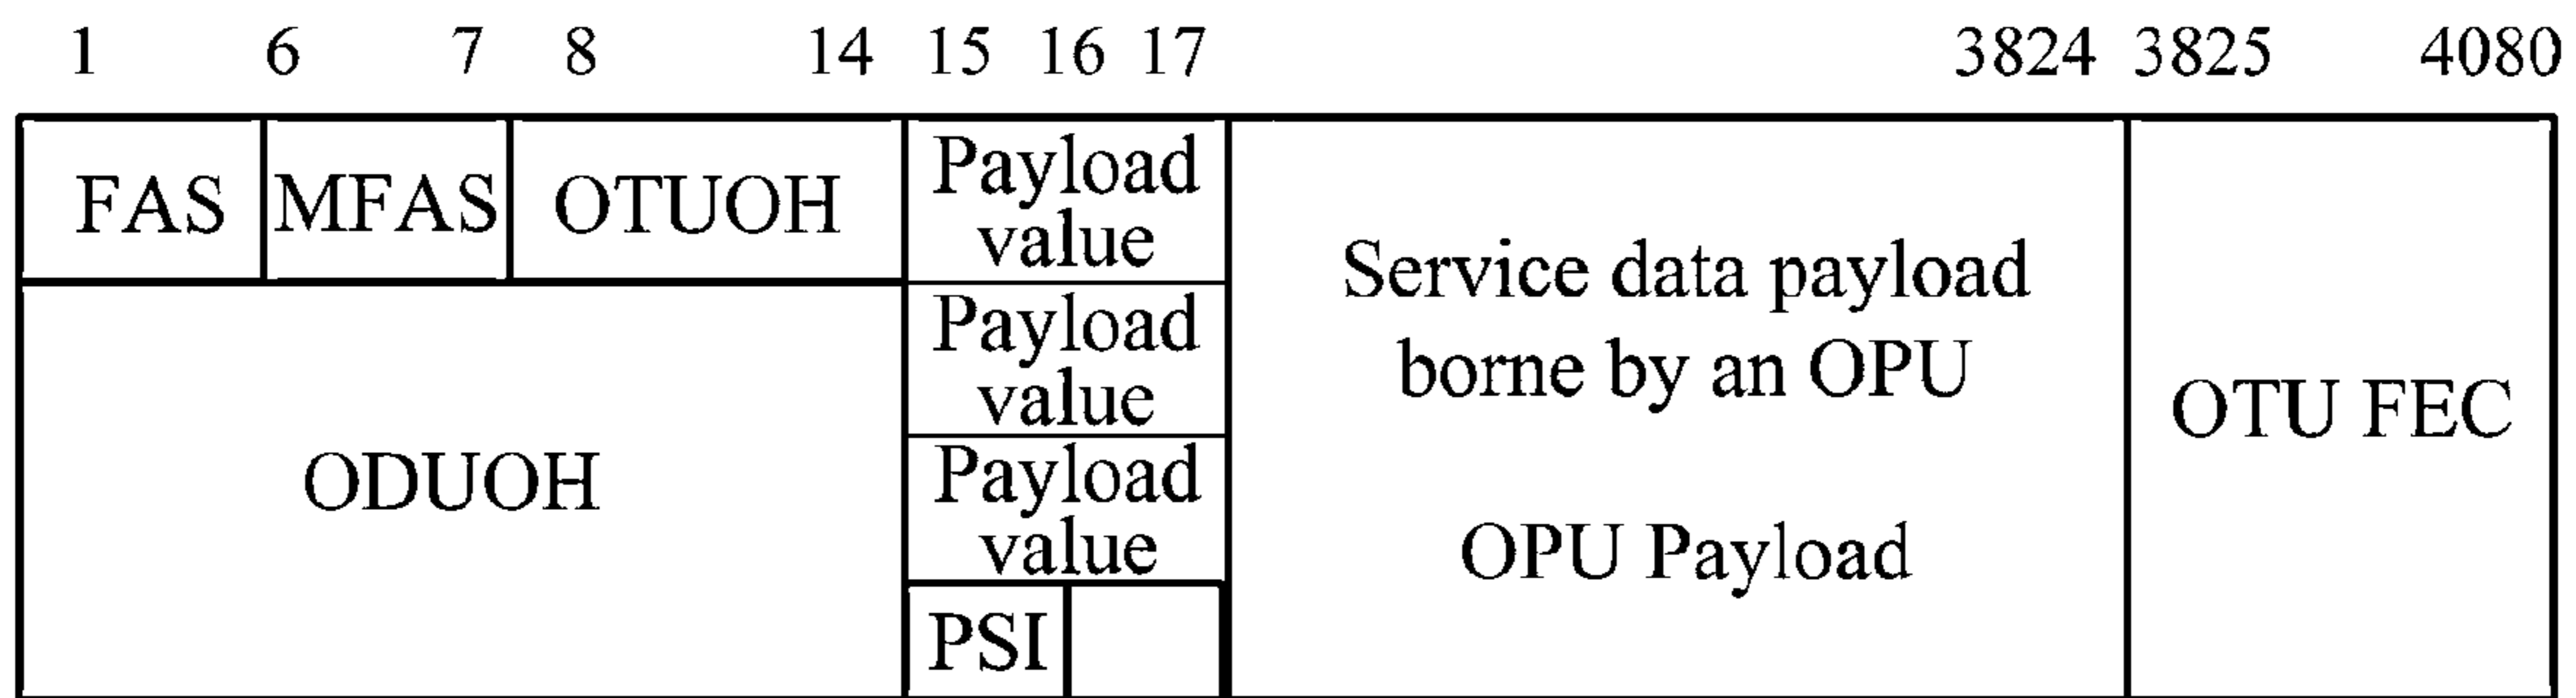 1 6 7 8 14 15 16 17 3824 3825 4080
FAS MFAS OTUOH
Payload
value
Payload
value
Payload
value
PSI
ODUOH
Service data payload
borne by an OPU
OPU Payload
OTU FEC